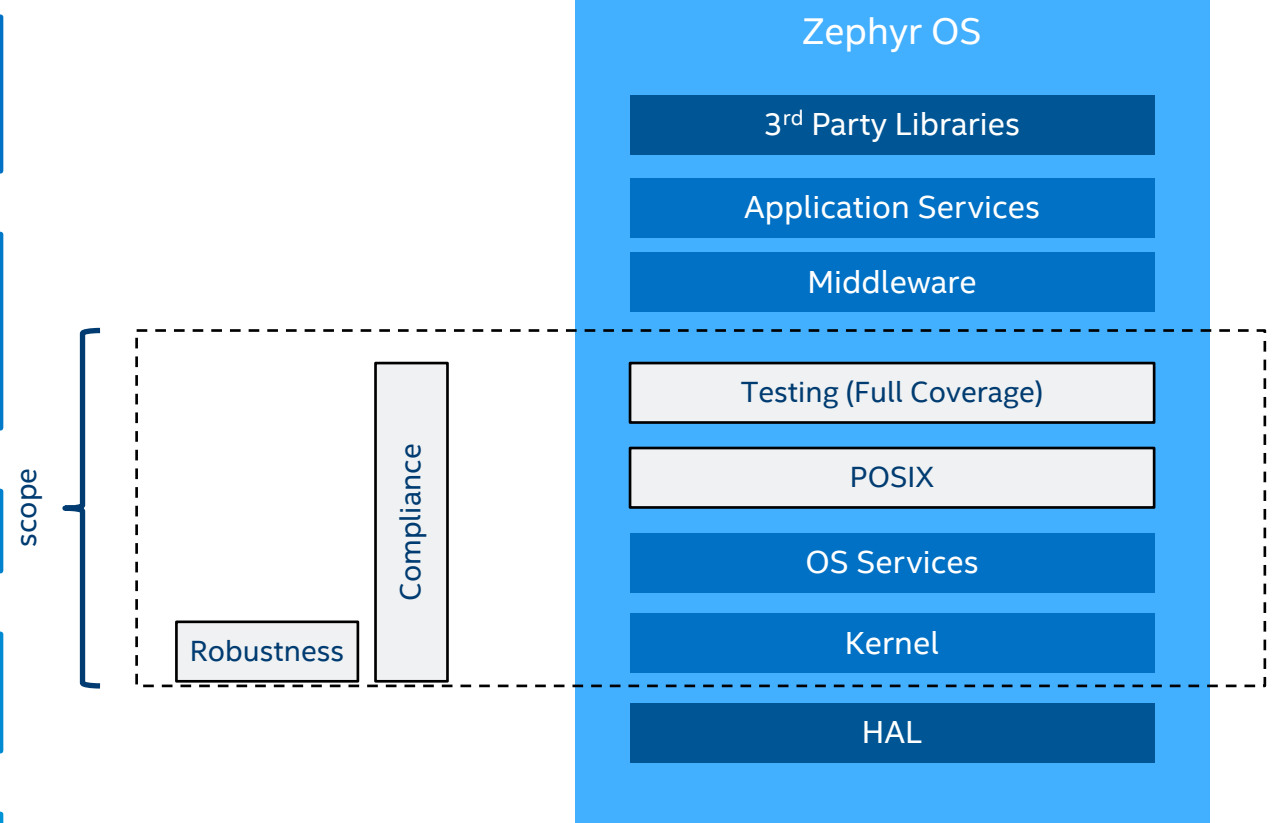 Zephyr OS
3rd Party Libraries
Application Services
Middleware
scope
Robustness
Compliance
Testing (Full Coverage)
POSIX
OS Services
Kernel
HAL